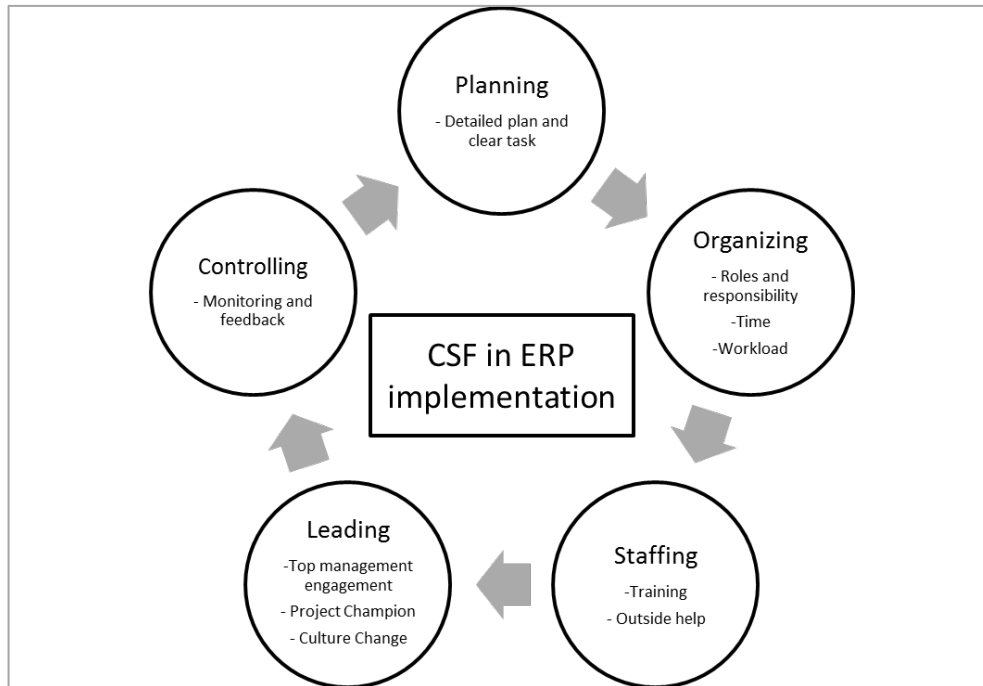 Planning
- Detailed plan and
clear task
Organizing
- Roles and
responsibility
-Time
-Workload
Staffing
-Training
- Outside help
Leading
-Top management
engagement
- Project Champion
- Culture Change
Controlling
- Monitoring and
feedback
CSF in ERP
implementation